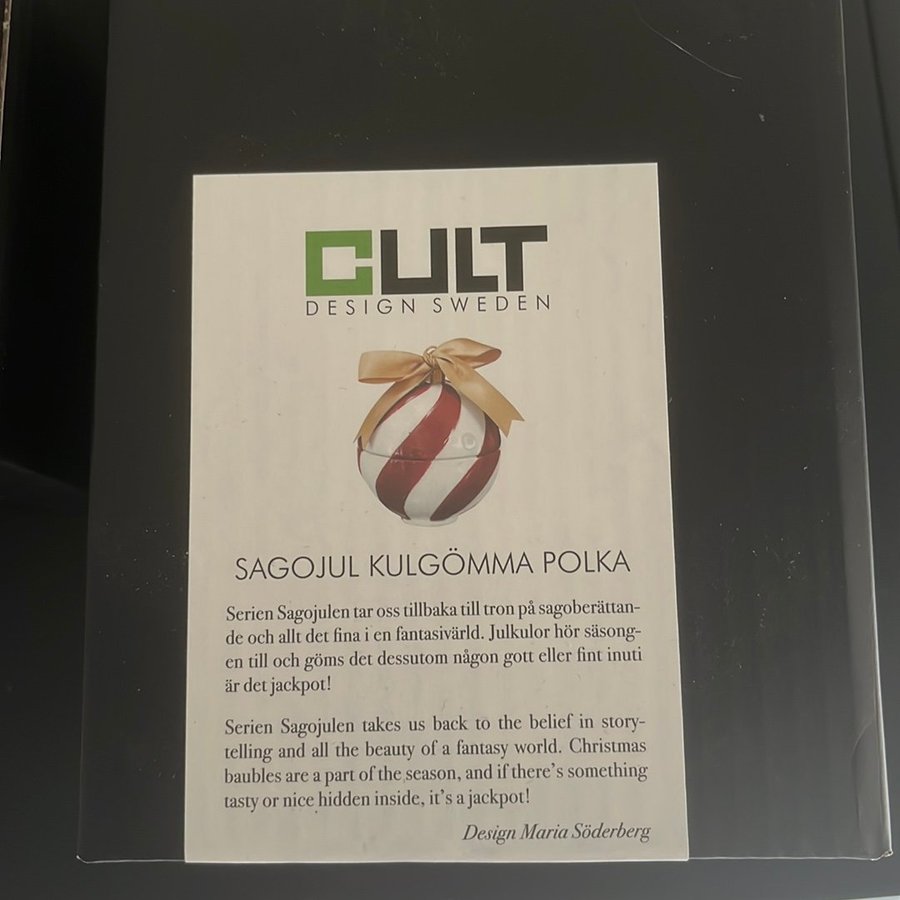 CULT
DESIGN SWEDEN
SAGOJUL KULGÖMMA POLKA
Serien Sagojulen tar oss tillbaka till tron på sagoberättan-
de och allt det fina i en fantasivärld. Julkulor hör säsong-
en till och göms det dessutom någon gott eller fint inuti
är det jackpot!
Serien Sagojulen takes us back to the belief in story-
telling and all the beauty of a fantasy world. Christmas
baubles are a part of the season, and if there's something
tasty or nice hidden inside, it's a jackpot!
Design Maria Söderberg